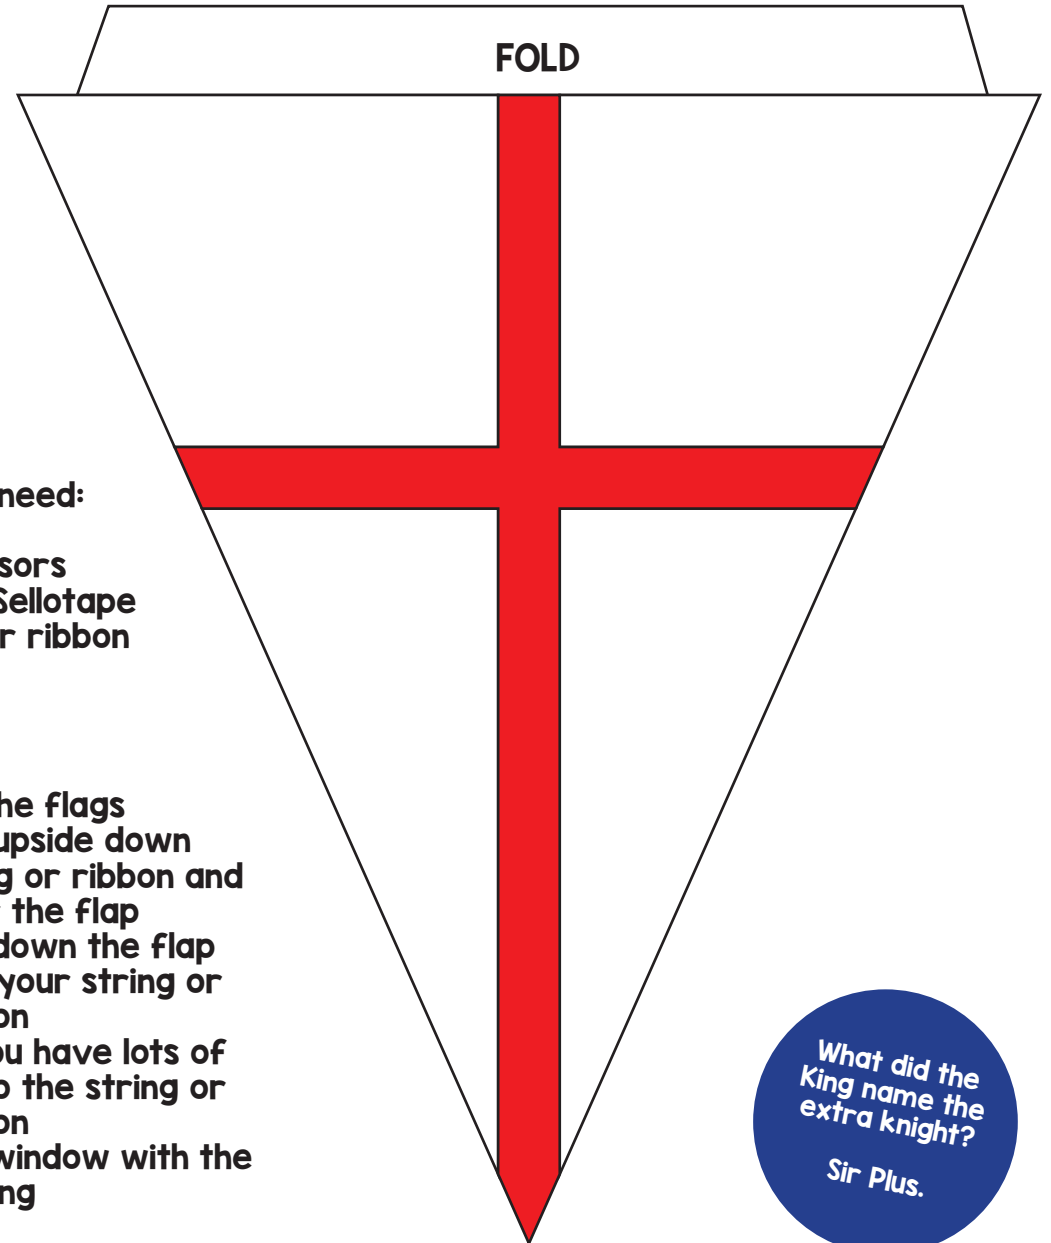 FOLD
need:
sors
Sellotape
r ribbon
he flags
upside down
g or ribbon and
the flap
down the flap
your string or
on
ou have lots of
o the string or
on
window with the
ng
What did the
King name the
extra knight?
Sir Plus.